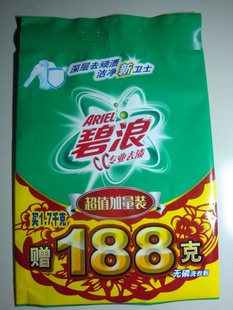 深层去顽渍
洁净新卫士
ARIEL
碧浪
专业去渍
超值加量装
买1.7千克
赠188克
无磷洗衣粉